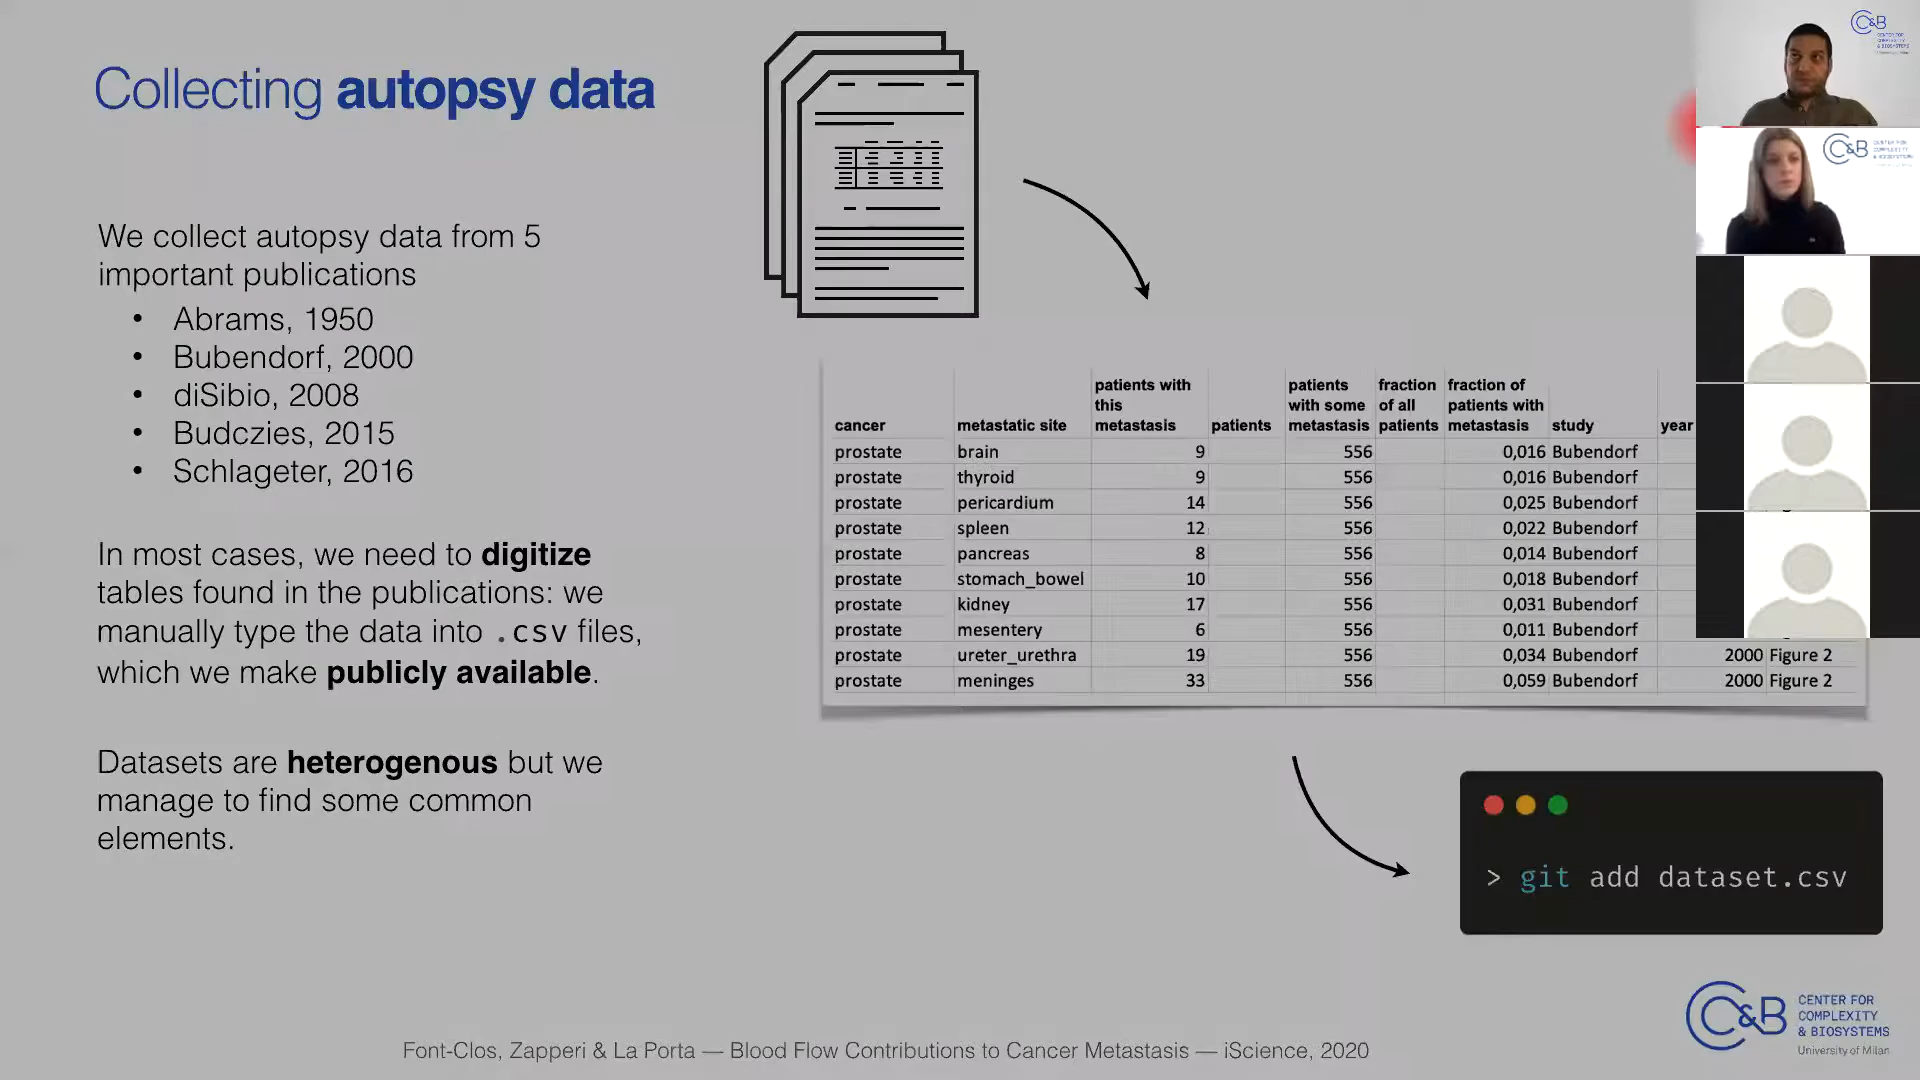 Collecting autopsy data
We collect autopsy data from 5
important publications
• Abrams, 1950
• Bubendorf, 2000
• diSibio, 2008
• Budczies, 2015
• Schlageter, 2016
In most cases, we need to digitize
tables found in the publications: we
manually type the data into .csv files,
which we make publicly available.
Datasets are heterogenous but we
manage to find some common
elements.
patients with patients fraction fraction of
this with some of all patients with
cancer metastatic site metastasis patients metastasis patients metastasis study year
prostate brain 9 556 0,016 Bubendorf
prostate thyroid 9 556 0,016 Bubendorf
prostate pericardium 14 556 0,025 Bubendorf
prostate spleen 12 556 0,022 Bubendorf
prostate pancreas 8 556 0,014 Bubendorf
prostate stomach_bowel 10 556 0,018 Bubendorf
prostate kidney 17 556 0,031 Bubendorf
prostate mesentery 6 556 0,011 Bubendorf
prostate ureter_urethra 19 556 0,034 Bubendorf 2000 Figure 2
prostate meninges 33 556 0,059 Bubendorf 2000 Figure 2
> git add dataset.csv
C&B CENTER FOR
COMPLEXITY
& BIOSYSTEMS
University of Milan
Font-Clos, Zapperi & La Porta — Blood Flow Contributions to Cancer Metastasis — iScience, 2020
C&B CENTER FOR
COMPLEXITY
& BIOSYSTEMS
C&B CENTER FOR
COMPLEXITY
& BIOSYSTEMS